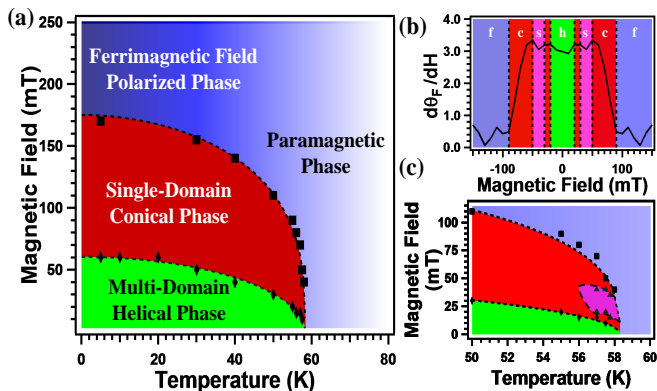 (a)
250
200
150
100
50
0
Magnetic Field (mT)
Ferrimagnetic Field
Polarized Phase
Paramagnetic
Phase
Single-Domain
Conical Phase
Multi-Domain
Helical Phase
0 20 40 60 80
Temperature (K)
(b)
4.0
3.0
2.0
1.0
0.0
dθF/dH
f c s h s c f
-100 0 100
Magnetic Field (mT)
(c)
100
75
50
25
0
Magnetic Field
(mT)
50 52 54 56 58 60
Temperature (K)